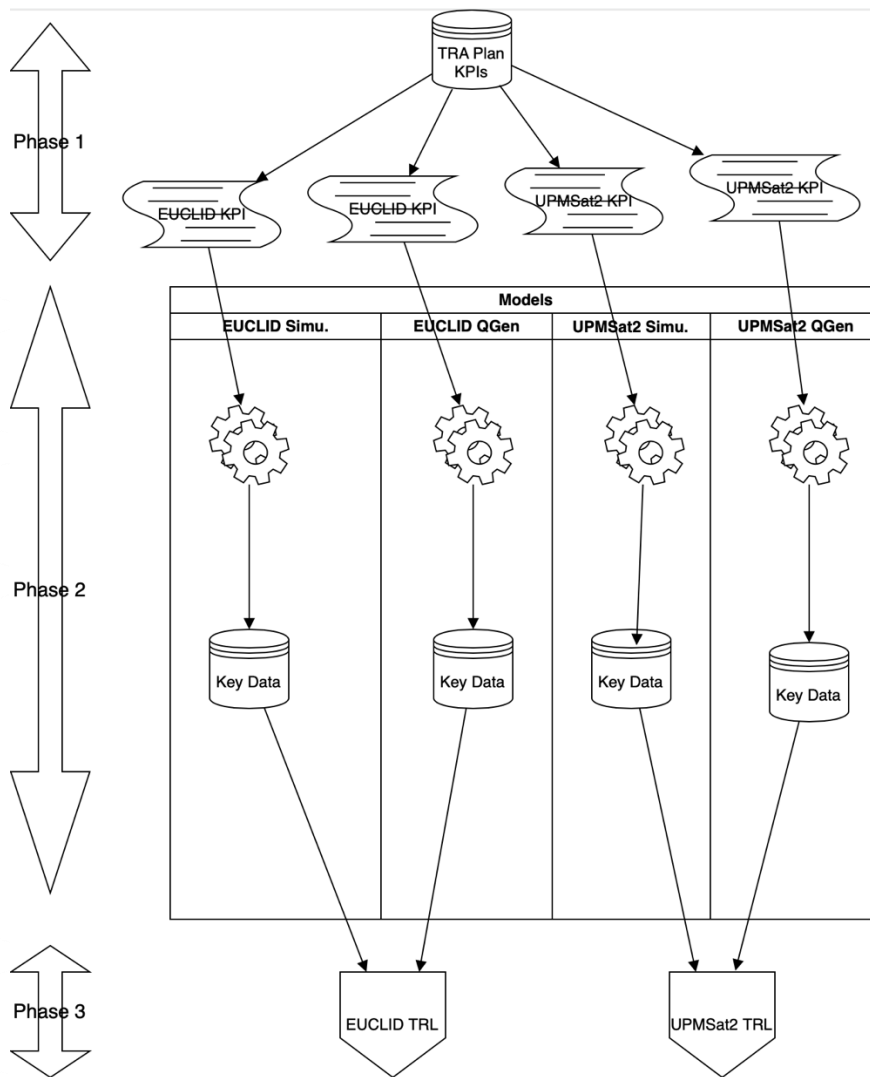 TRA Plan
KPIs
Phase 1
EUCLID KPI
EUCLID KPI
UPMSat2 KPI
UPMSat2 KPI
Models
EUCLID Simu.
EUCLID QGen
UPMSat2 Simu.
UPMSat2 QGen
Phase 2
Key Data
Key Data
Key Data
Key Data
Phase 3
EUCLID TRL
UPMSat2 TRL